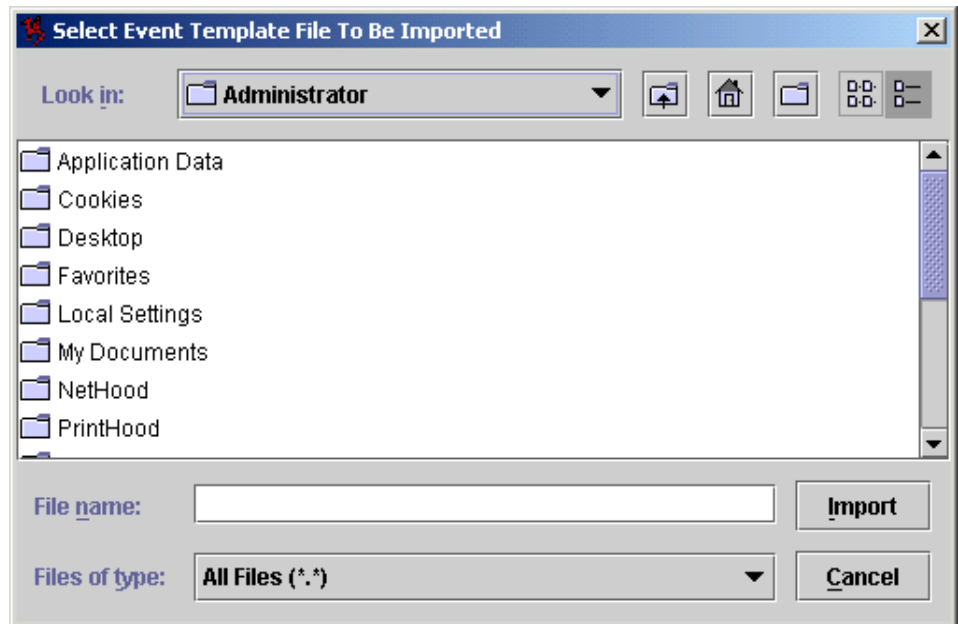 Select Event Template File To Be Imported
Look in: Administrator
Application Data
Cookies
Desktop
Favorites
Local Settings
My Documents
NetHood
PrintHood
File name: Import
Files of type: All Files (*.*) Cancel